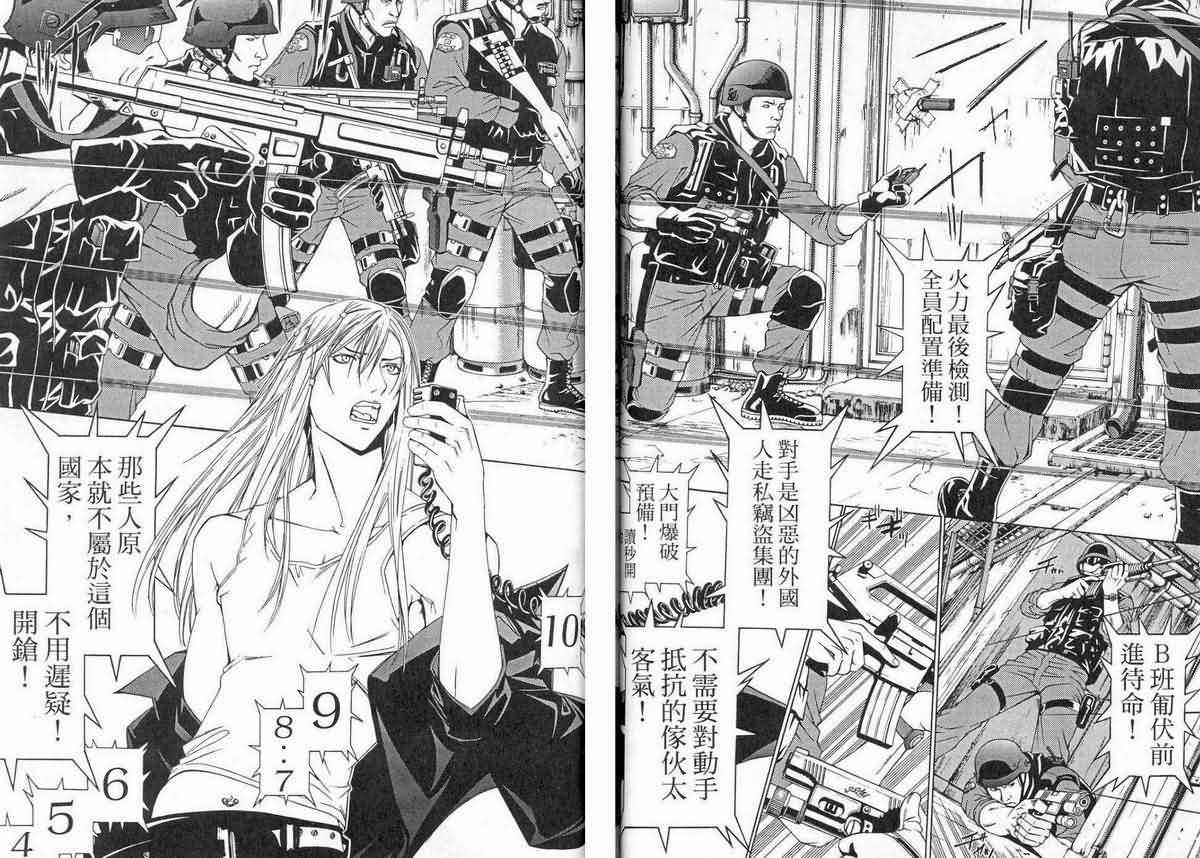 火力最後檢測！
全員配置準備！
B班匍伏前
進待命！
對手是凶惡的外國
人走私竊盜集團！
不需要對動手
抵抗的傢伙太
客氣！
大門爆破
預備！
讀秒開
10
9
8‥7
那些人原
本就不屬於這個
國家，
不用遲疑！
開鎗！
6
5
4